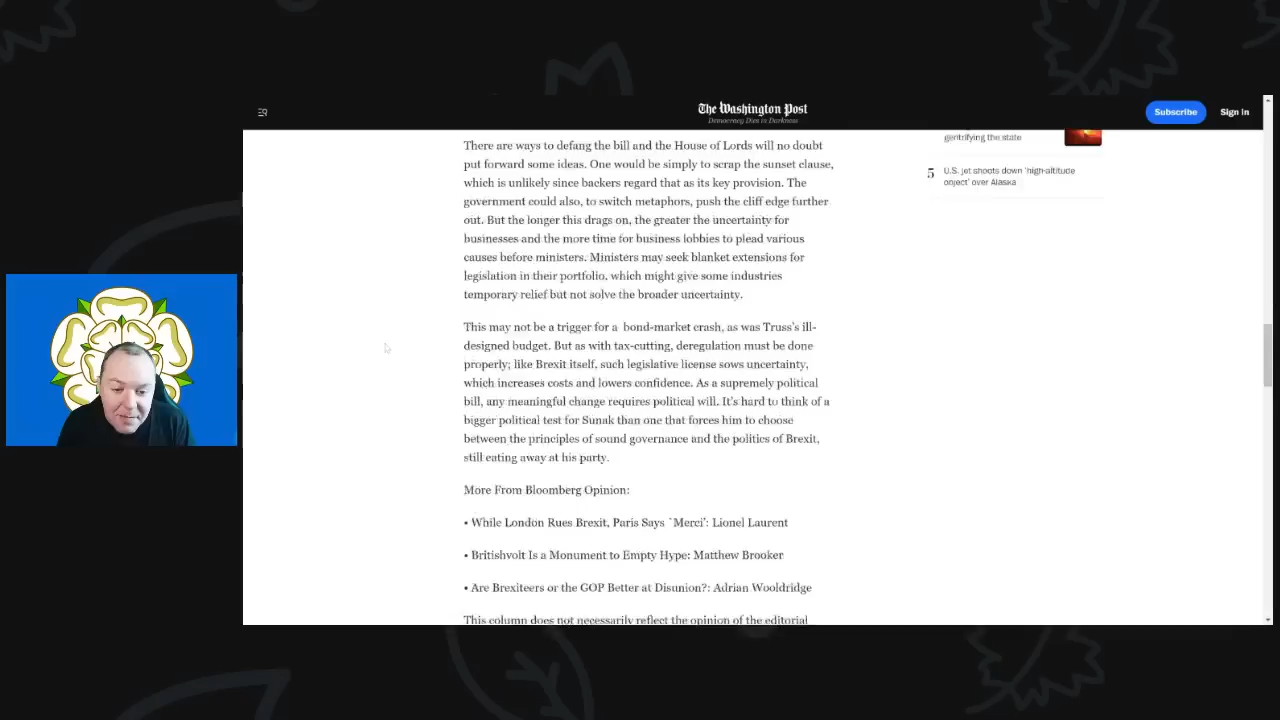 The Washington Post
Democracy Dies in Darkness
Subscribe
Sign in
There are ways to defang the bill and the House of Lords will no doubt
put forward some ideas. One would be simply to scrap the sunset clause,
which is unlikely since backers regard that as its key provision. The
government could also, to switch metaphors, push the cliff edge further
out. But the longer this drags on, the greater the uncertainty for
businesses and the more time for business lobbies to plead various
causes before ministers. Ministers may seek blanket extensions for
legislation in their portfolio, which might give some industries
temporary relief but not solve the broader uncertainty.
This may not be a trigger for a bond-market crash, as was Truss's ill-
designed budget. But as with tax-cutting, deregulation must be done
properly; like Brexit itself, such legislative license sows uncertainty,
which increases costs and lowers confidence. As a supremely political
bill, any meaningful change requires political will. It's hard to think of a
bigger political test for Sunak than one that forces him to choose
between the principles of sound governance and the politics of Brexit,
still eating away at his party.
More From Bloomberg Opinion:
• While London Rues Brexit, Paris Says `Merci': Lionel Laurent
• Britishvolt Is a Monument to Empty Hype: Matthew Brooker
• Are Brexiteers or the GOP Better at Disunion?: Adrian Wooldridge
This column does not necessarily reflect the opinion of the editorial
gentrifying the state
5
U.S. jet shoots down 'high-altitude
object' over Alaska